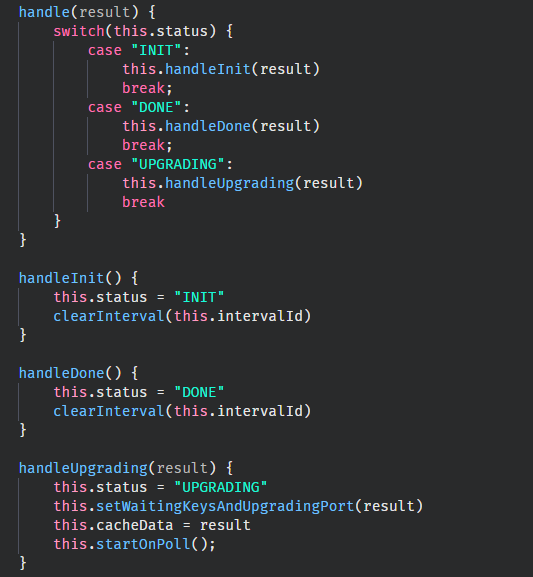 handle(result) {
    switch(this.status) {
        case "INIT":
            this.handleInit(result)
            break;
        case "DONE":
            this.handleDone(result)
            break;
        case "UPGRADING":
            this.handleUpgrading(result)
            break
    }
}

handleInit() {
    this.status = "INIT"
    clearInterval(this.intervalId)
}

handleDone() {
    this.status = "DONE"
    clearInterval(this.intervalId)
}

handleUpgrading(result) {
    this.status = "UPGRADING"
    this.setWaitingKeysAndUpgradingPort(result)
    this.cacheData = result
    this.startOnPoll();
}